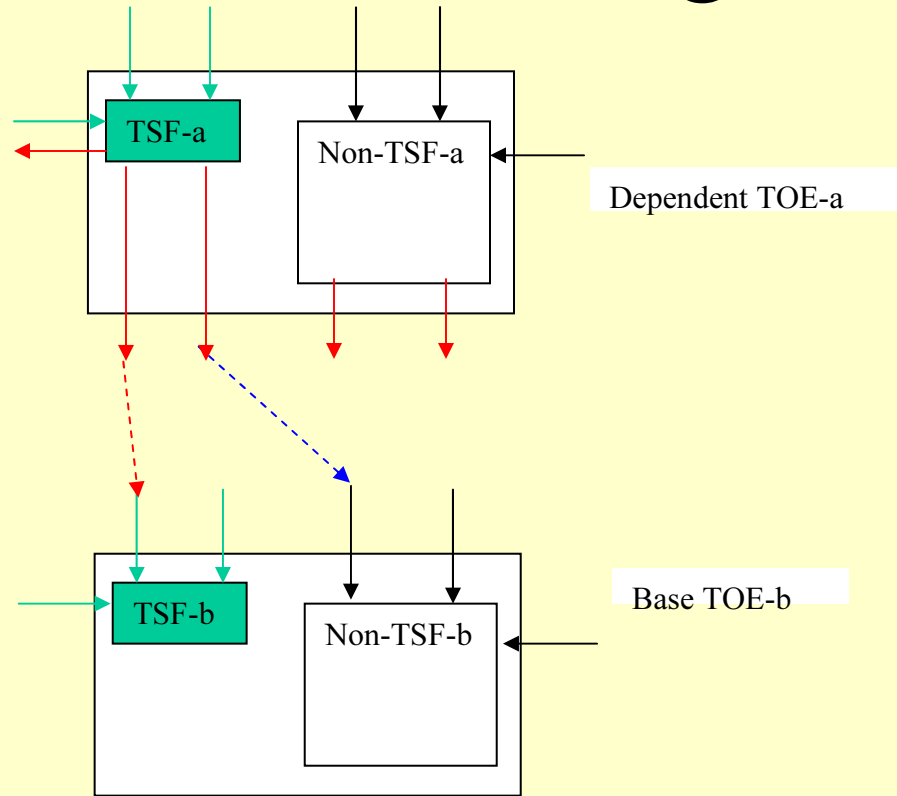 TSF-a
Non-TSF-a
Dependent TOE-a
TSF-b
Base TOE-b
Non-TSF-b